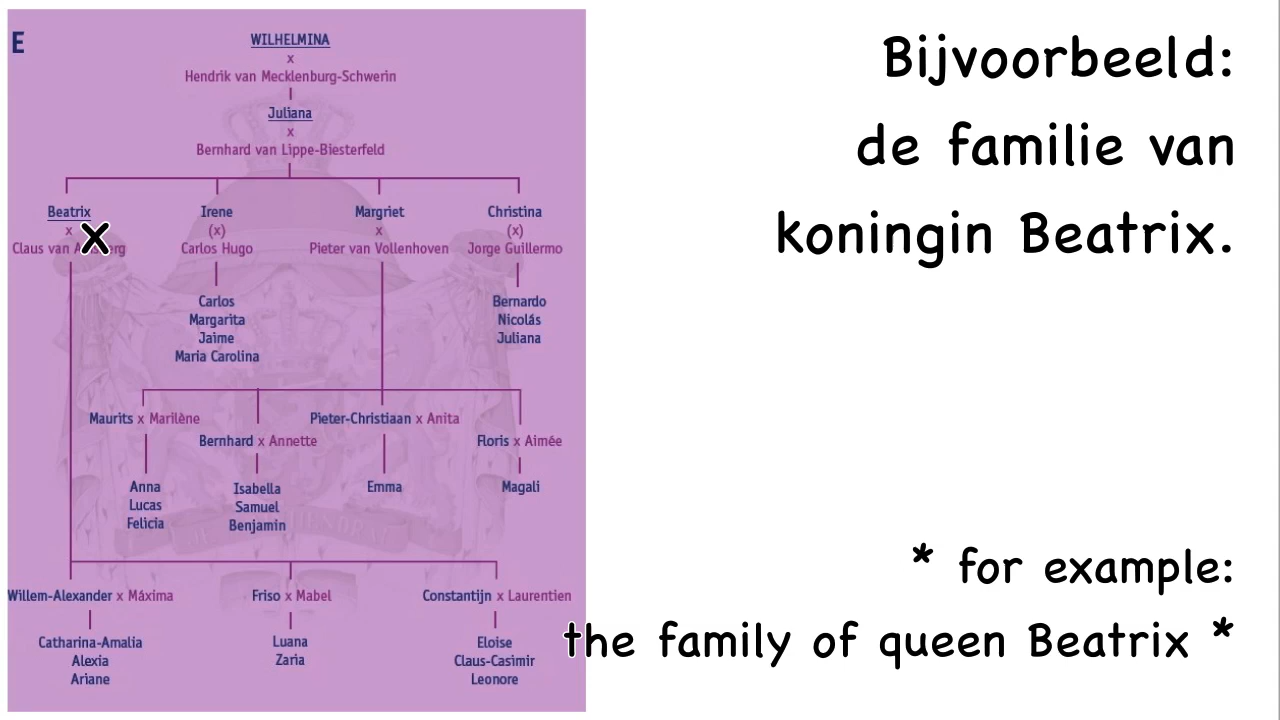 E
WILHELMINA
x
Hendrik van Mecklenburg-Schwerin
Juliana
x
Bernhard van Lippe-Biesterfeld
Beatrix Irene Margriet Christina
x (x) x (x)
X
Claus van Carlos Hugo Pieter van Vollenhoven Jorge Guillermo
Carlos Bernardo
Margarita Nicolás
Jaime Juliana
Maria Carolina
Maurits x Marilène Pieter-Christiaan x Anita
Bernhard x Annette Floris x Aimée
Anna Isabella Emma Magali
Lucas Samuel
Felicia Benjamin
Willem-Alexander x Máxima Friso x Mabel Constantijn x Laurentien
Catharina-Amalia Luana Eloise
Alexia Zaria Claus-Casimir
Ariane Leonore
Bijvoorbeeld:
de familie van
koningin Beatrix.
* for example:
the family of queen Beatrix *